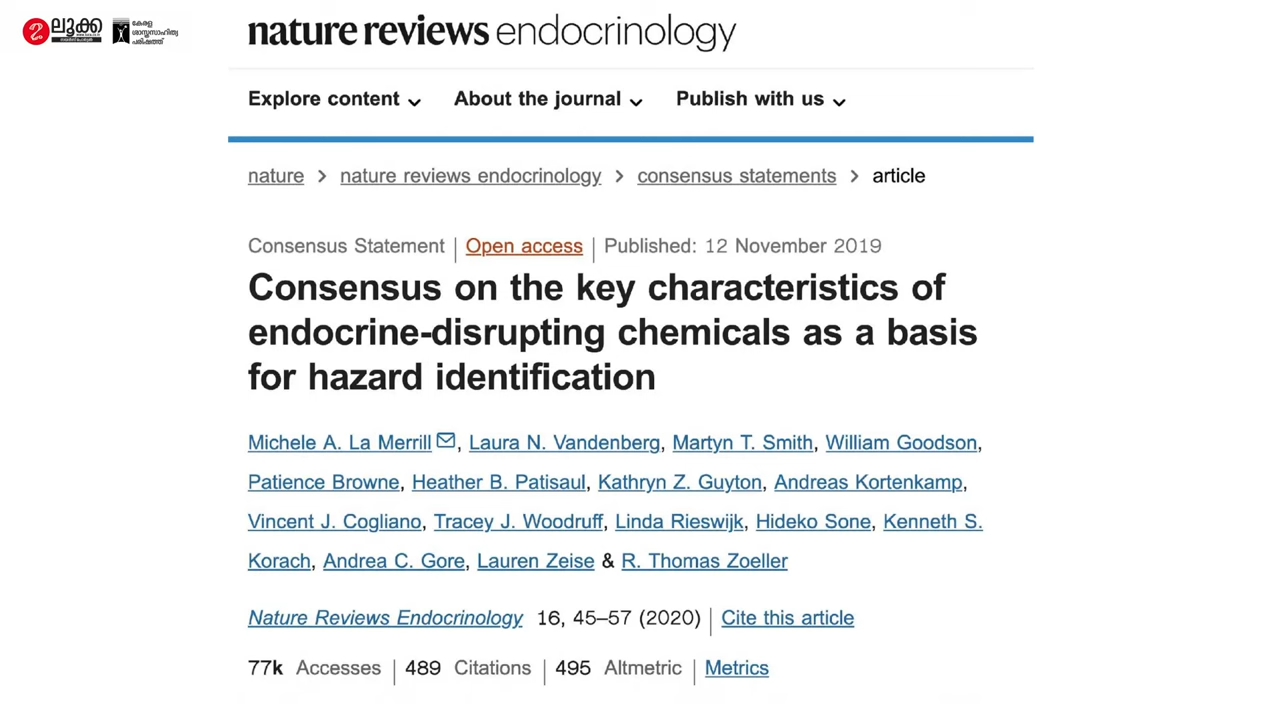 ലൂക്ക
കേരള
ശാസ്ത്രസാഹിത്യ
പരിഷത്ത്
nature reviews endocrinology
Explore content About the journal Publish with us
nature > nature reviews endocrinology > consensus statements > article
Consensus Statement | Open access | Published: 12 November 2019
Consensus on the key characteristics of
endocrine-disrupting chemicals as a basis
for hazard identification
Michele A. La Merrill, Laura N. Vandenberg, Martyn T. Smith, William Goodson,
Patience Browne, Heather B. Patisaul, Kathryn Z. Guyton, Andreas Kortenkamp,
Vincent J. Cogliano, Tracey J. Woodruff, Linda Rieswijk, Hideko Sone, Kenneth S.
Korach, Andrea C. Gore, Lauren Zeise & R. Thomas Zoeller
Nature Reviews Endocrinology 16, 45–57 (2020) | Cite this article
77k Accesses | 489 Citations | 495 Altmetric | Metrics